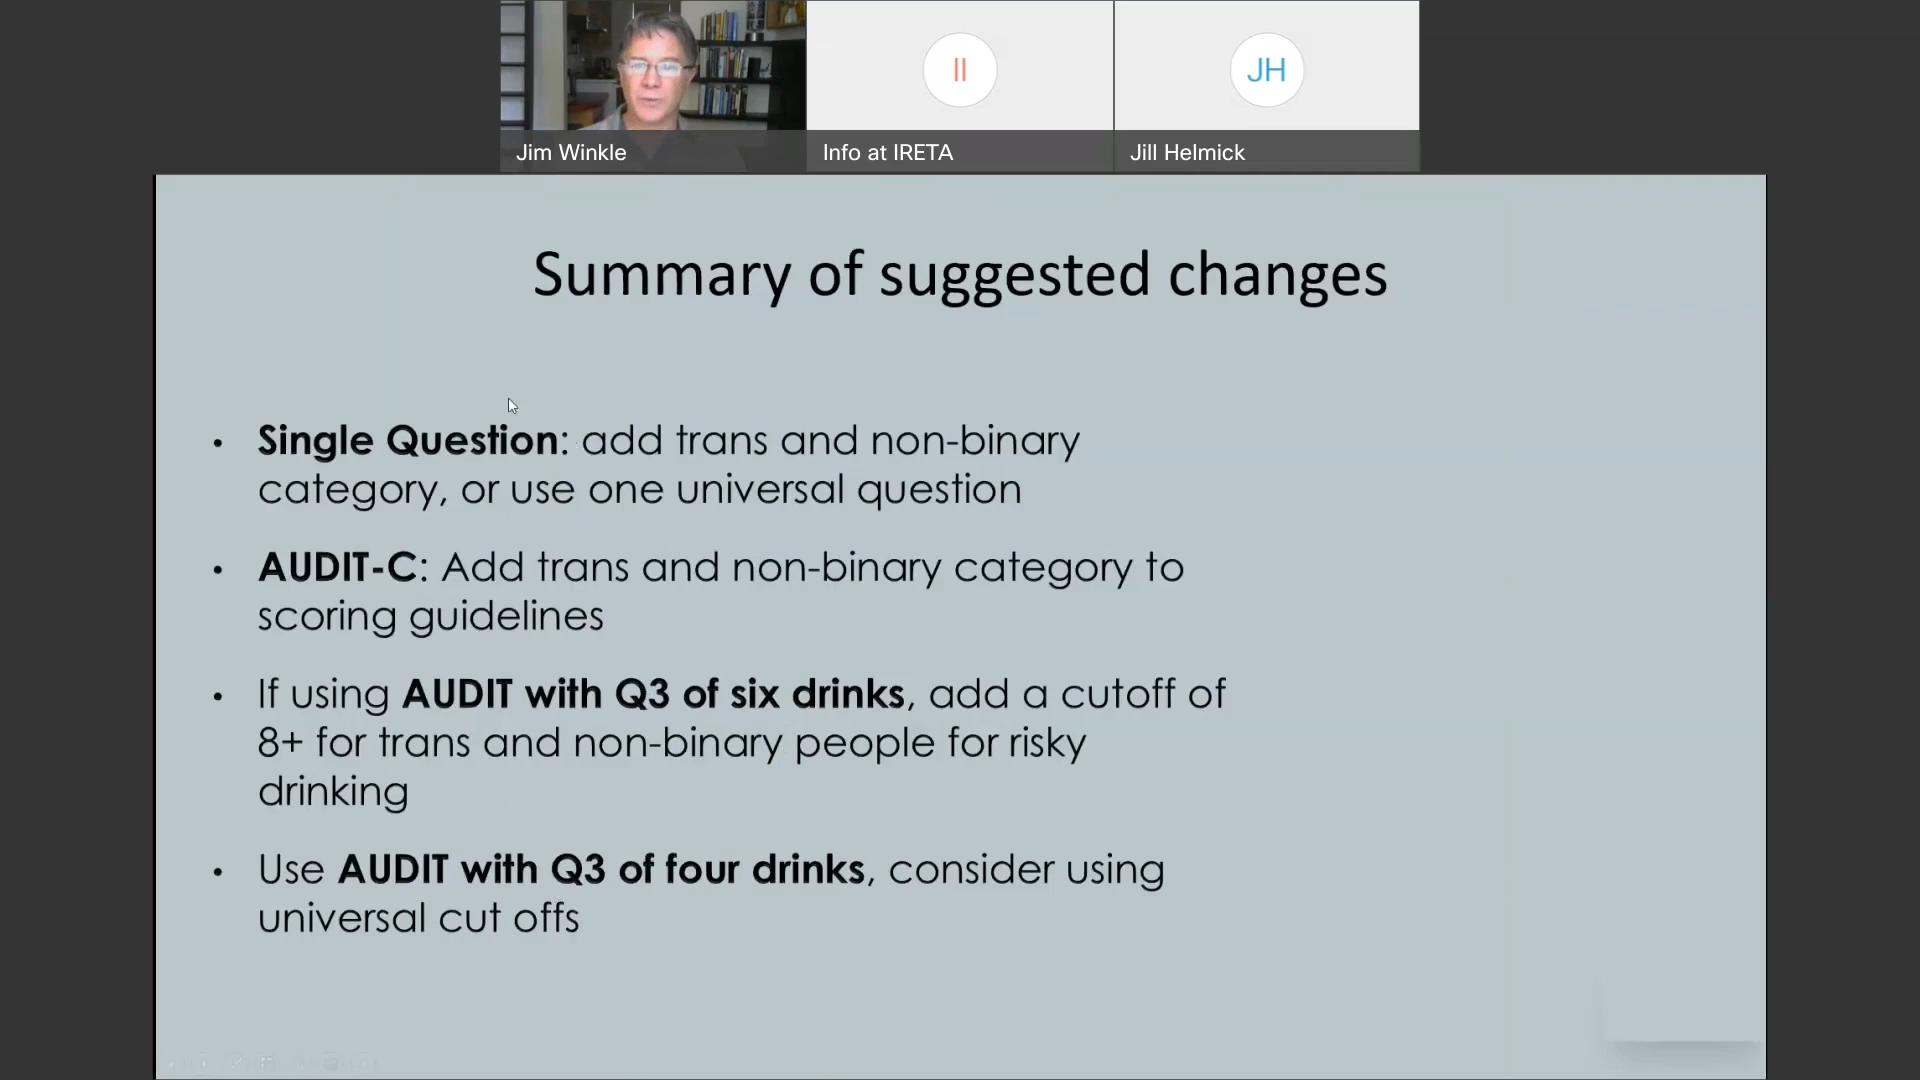 II
JH
Jim Winkle
Info at IRETA
Jill Helmick
Summary of suggested changes
• Single Question: add trans and non-binary
category, or use one universal question
• AUDIT-C: Add trans and non-binary category to
scoring guidelines
• If using AUDIT with Q3 of six drinks, add a cutoff of
8+ for trans and non-binary people for risky
drinking
• Use AUDIT with Q3 of four drinks, consider using
universal cut offs